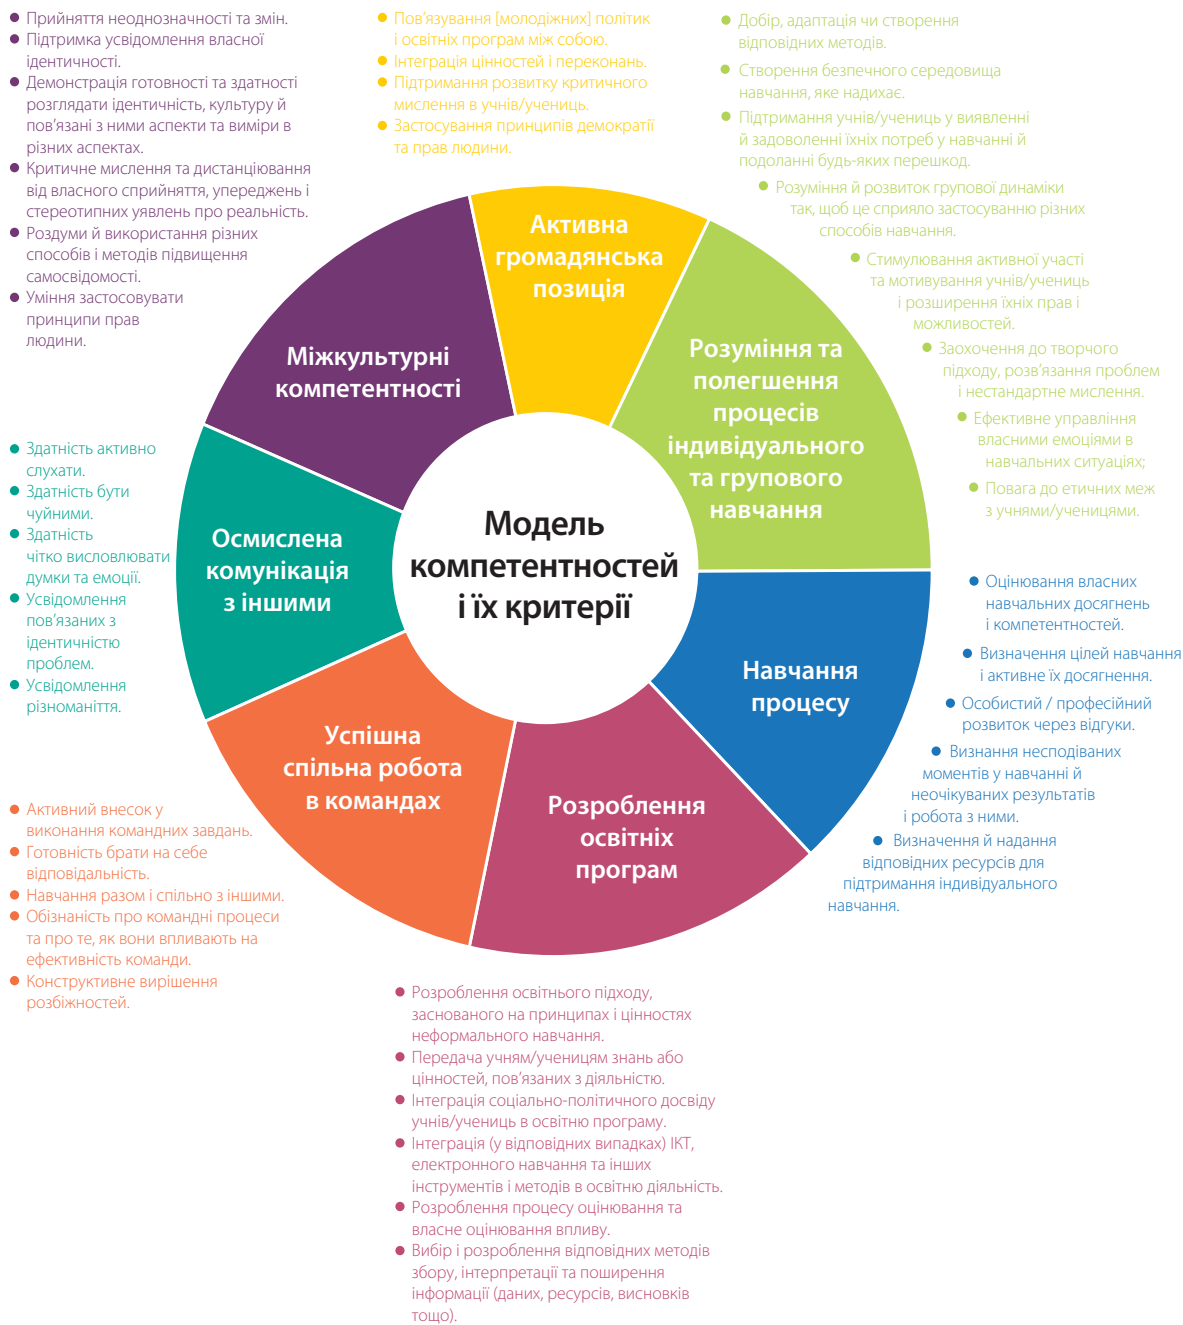 Прийняття неоднозначності та змін.
Підтримка усвідомлення власної
ідентичності.
Демонстрація готовності та здатності
розглядати ідентичність, культуру й
пов’язані з ними аспекти та виміри в
різних аспектах.
Критичне мислення та дистанціювання
від власного сприйняття, упереджень і
стереотипних уявлень про реальність.
Роздуми й використання різних
способів і методів підвищення
самосвідомості.
Уміння застосовувати
принципи прав
людини.
Пов’язування [молодіжних] політик
і освітніх програм між собою.
Інтеграція цінностей і переконань.
Підтримання розвитку критичного
мислення в учнів/учениць.
Застосування принципів демократії
та прав людини.
Добір, адаптація чи створення
відповідних методів.
Створення безпечного середовища
навчання, яке надихає.
Підтримання учнів/учениць у виявленні
й задоволенні їхніх потреб у навчанні й
подоланні будь-яких перешкод.
Розуміння й розвиток групової динаміки
так, щоб це сприяло застосуванню різних
способів навчання.
Стимулювання активної участі
та мотивування учнів/учениць
і розширення їхніх прав і
можливостей.
Заохочення до творчого
підходу, розв’язання проблем
і нестандартне мислення.
Ефективне управління
власними емоціями в
навчальних ситуаціях;
Повага до етичних меж
з учнями/ученицями.
Активна
громадянська
позиція
Міжкультурні
компетентності
Розуміння та
полегшення
процесів
індивідуального
та групового
навчання
Здатність активно
слухати.
Здатність бути
чуйними.
Здатність
чітко висловлювати
думки та емоції.
Усвідомлення
пов’язаних з
ідентичністю
проблем.
Усвідомлення
різноманіття.
Осмислена
комунікація
з іншими
Модель
компетентностей
і їх критерії
Навчання
процесу
Оцінювання власних
навчальних досягнень
і компетентностей.
Визначення цілей навчання
і активне їх досягнення.
Особистий / професійний
розвиток через відгуки.
Визнання несподіваних
моментів у навчанні й
неочікуваних результатів
і робота з ними.
Визначення й надання
відповідних ресурсів для
підтримання індивідуального
навчання.
Успішна
спільна робота
в командах
Розроблення
освітніх
програм
Активний внесок у
виконання командних завдань.
Готовність брати на себе
відповідальність.
Навчання разом і спільно з іншими.
Обізнаність про командні процеси
та про те, як вони впливають на
ефективність команди.
Конструктивне вирішення
розбіжностей.
Розроблення освітнього підходу,
заснованого на принципах і цінностях
неформального навчання.
Передача учням/ученицям знань або
цінностей, пов’язаних з діяльністю.
Інтеграція соціально-політичного досвіду
учнів/учениць в освітню програму.
Інтеграція (у відповідних випадках) ІКТ,
електронного навчання та інших
інструментів і методів в освітню діяльність.
Розроблення процесу оцінювання та
власне оцінювання впливу.
Вибір і розроблення відповідних методів
збору, інтерпретації та поширення
інформації (даних, ресурсів, висновків
тощо).